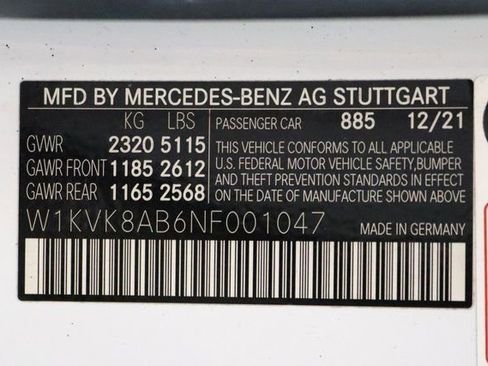 MFD BY MERCEDES-BENZ AG STUTTGART
KG LBS PASSENGER CAR 885 12/21
GVWR 2320 5115
GAWR FRONT 1185 2612
GAWR REAR 1165 2568
THIS VEHICLE CONFORMS TO ALL APPLICABLE
U.S. FEDERAL MOTOR VEHICLE SAFETY,BUMPER
AND THEFT PREVENTION STANDARDS IN EFFECT
ON THE DATE OF MANUFACTURE SHOWN ABOVE
W1KVK8AB6NF001047 MADE IN GERMANY